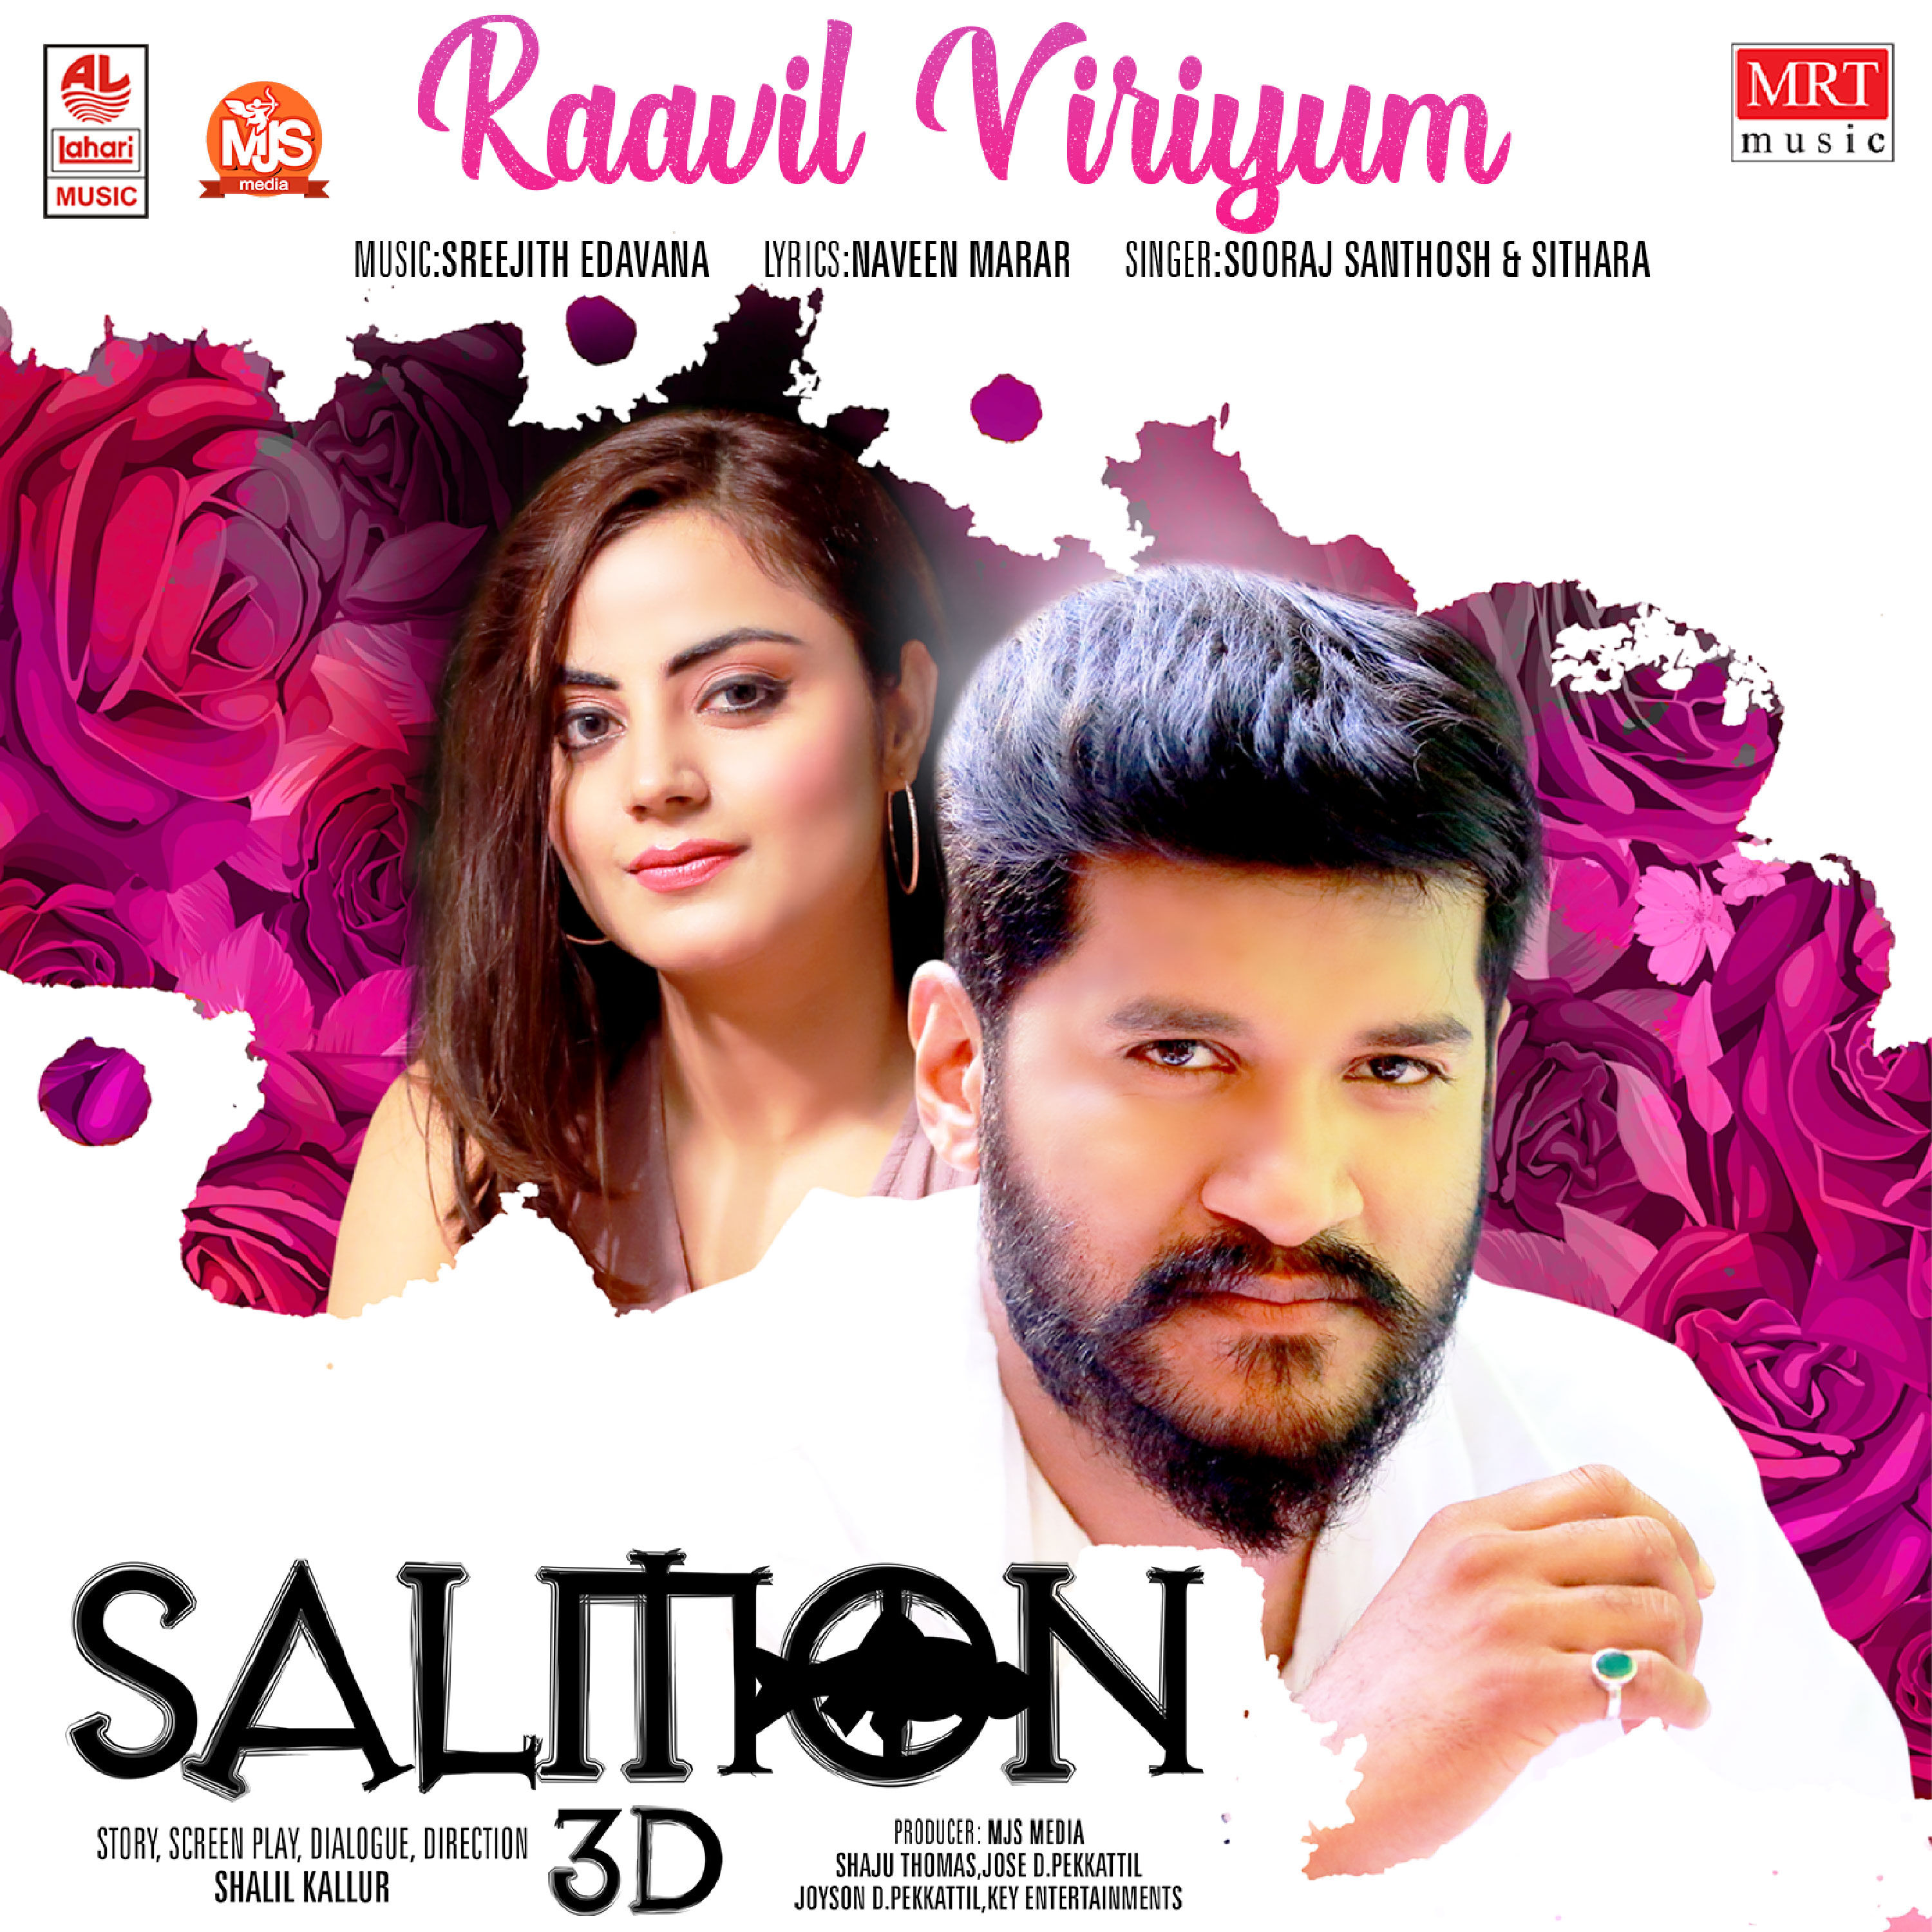 AL
Lahari
MUSIC
MJS
media
Raavil Viriyum
MRT
music
MUSIC:SREEJITH EDAVANA LYRICS:NAVEEN MARAR SINGER:SOORAJ SANTHOSH & SITHARA
SALMON
3D
STORY, SCREEN PLAY, DIALOGUE, DIRECTION
SHALIL KALLUR
PRODUCER: MJS MEDIA
SHAJU THOMAS,JOSE D.PEKKATTIL
JOYSON D.PEKKATTIL,KEY ENTERTAINMENTS